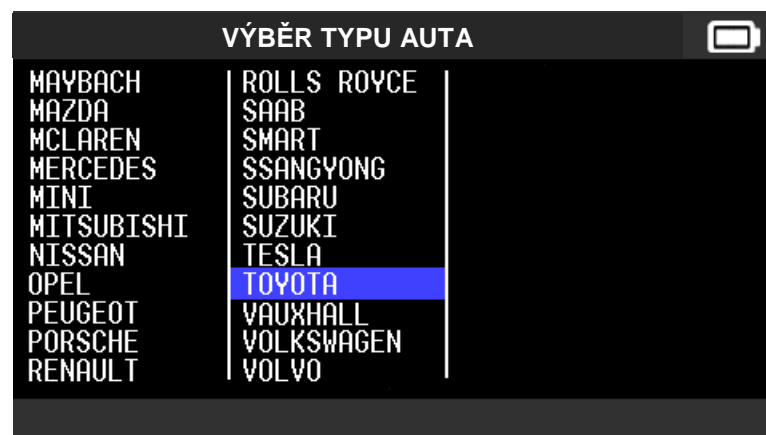 VÝBĚR TYPU AUTA
MAYBACH
MAZDA
MCLAREN
MERCEDES
MINI
MITSUBISHI
NISSAN
OPEL
PEUGEOT
PORSCHE
RENAULT
ROLLS ROYCE
SAAB
SMART
SSANGYONG
SUBARU
SUZUKI
TESLA
TOYOTA
VAUXHALL
VOLKSWAGEN
VOLVO